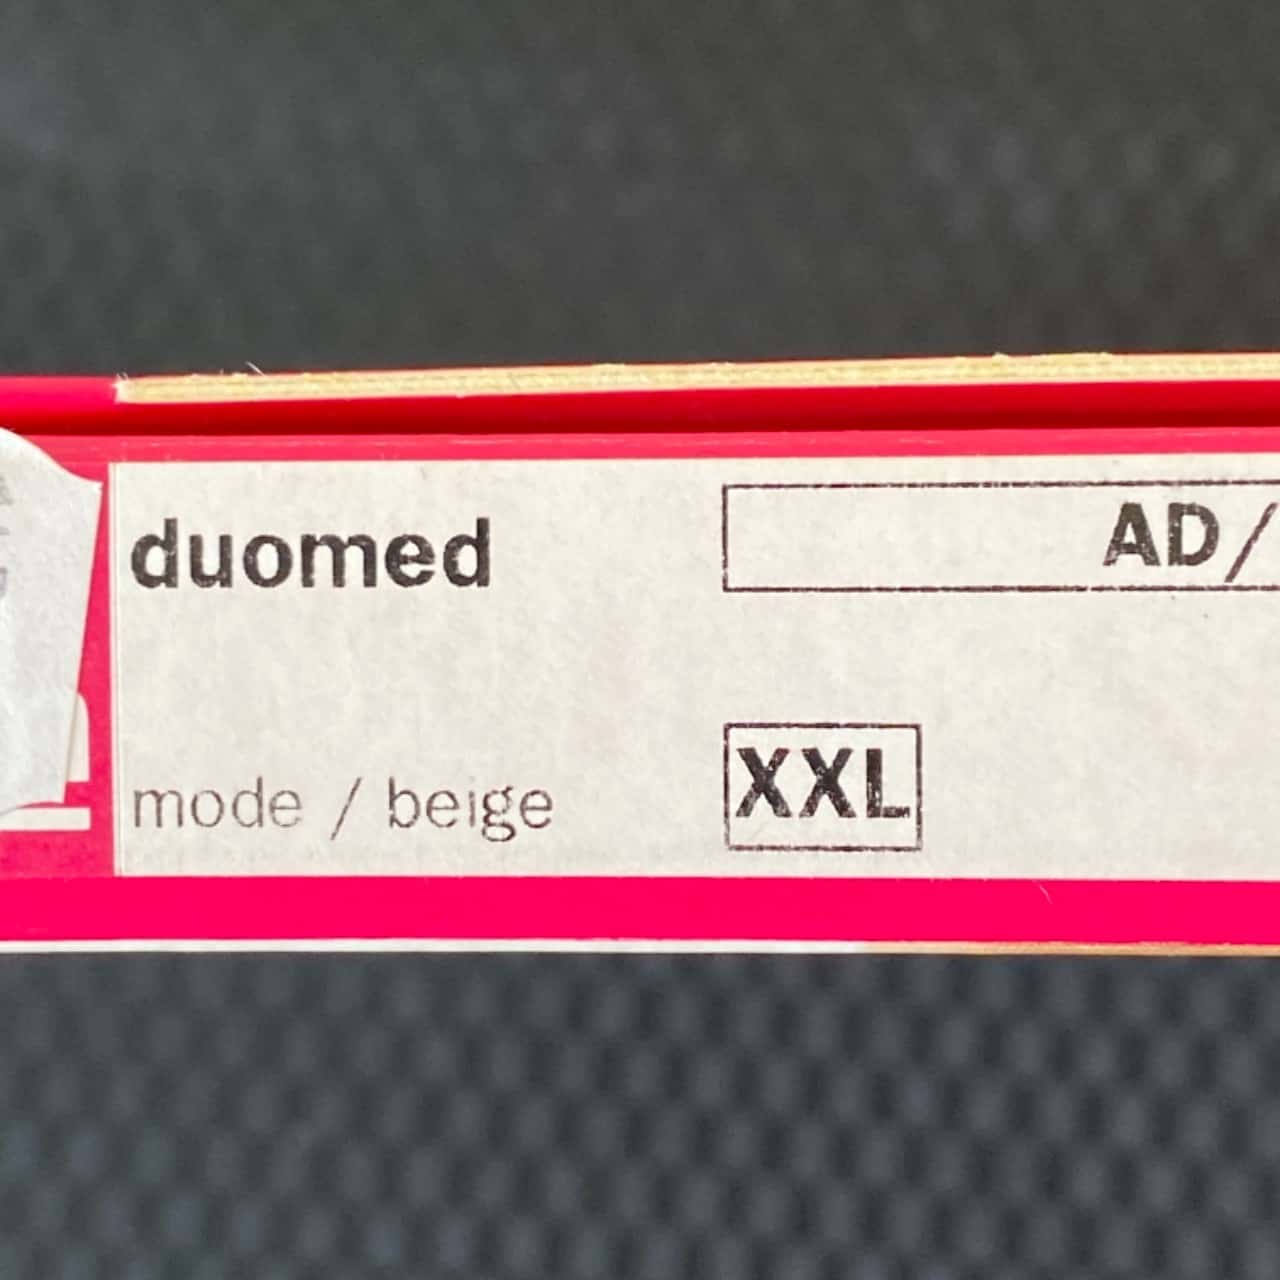 duomed
AD/
mode / beige
XXL